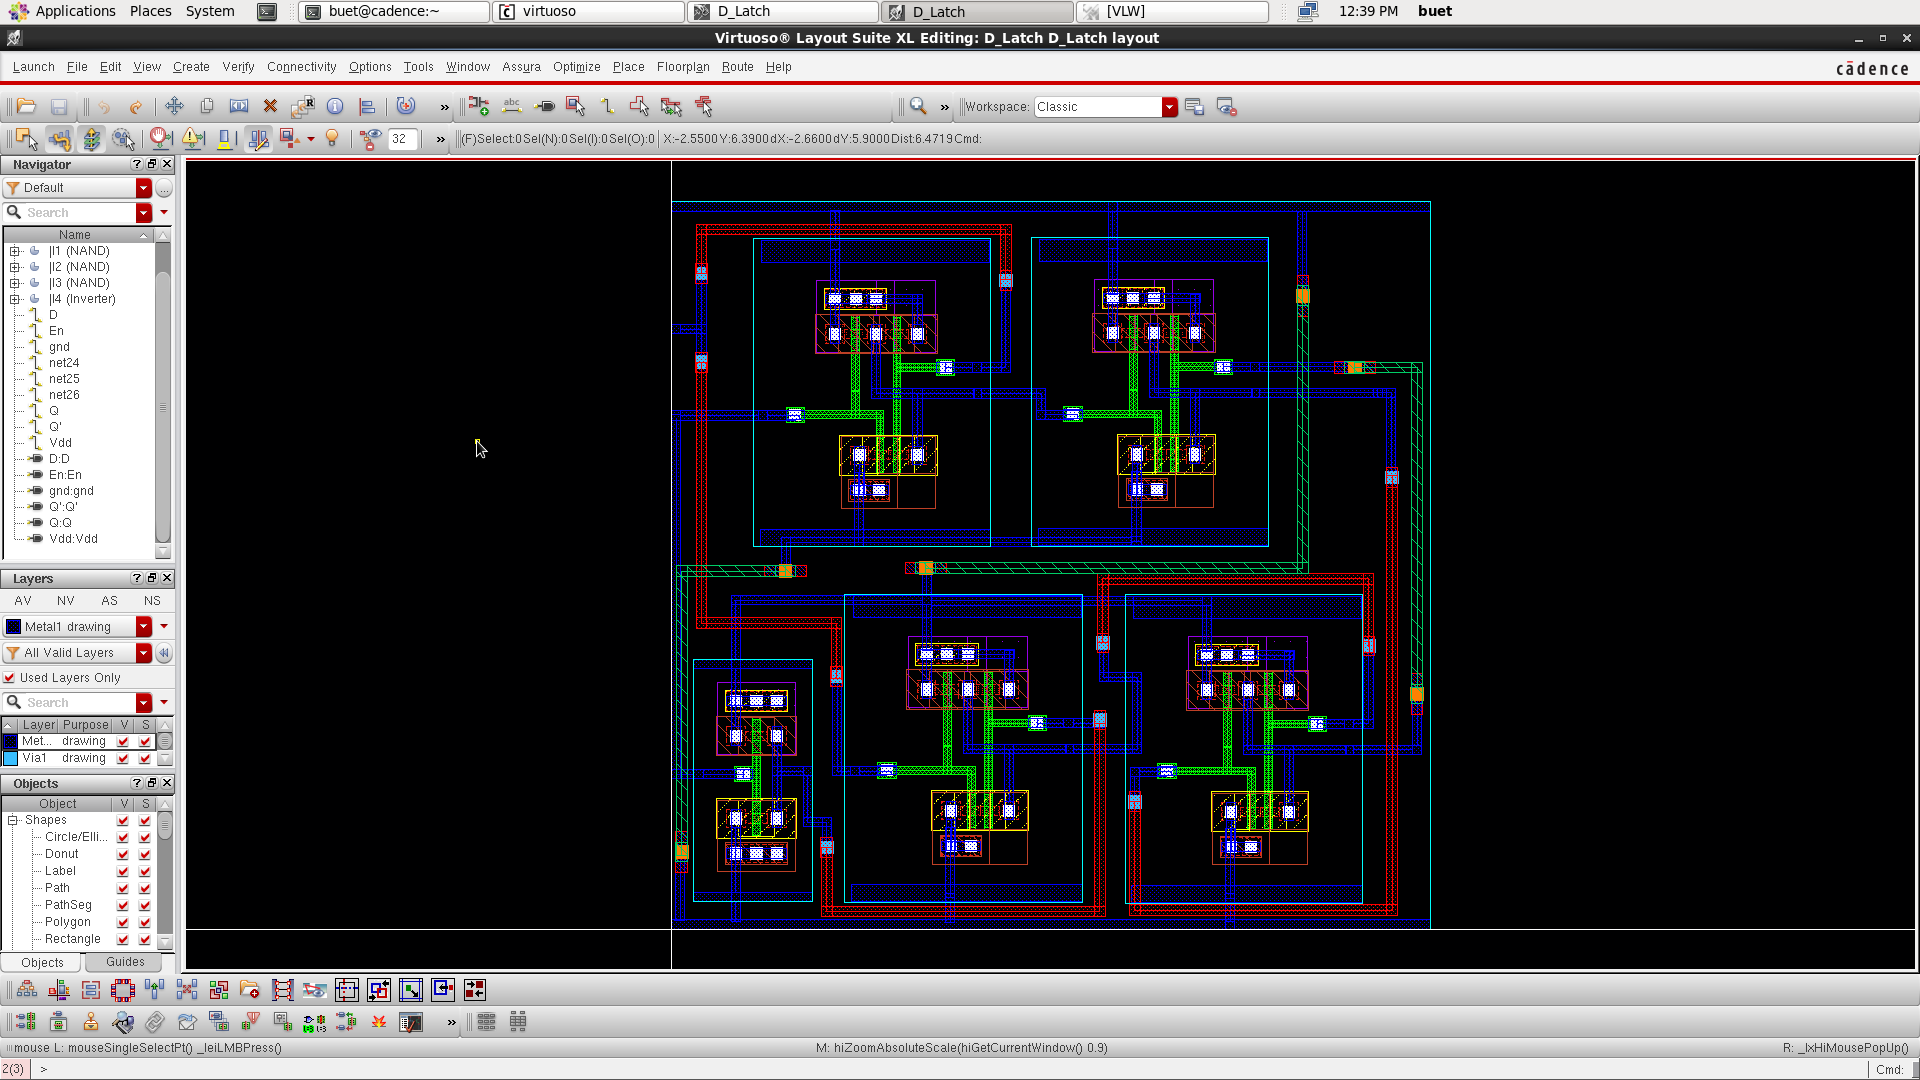 Applications Places System buet@cadence:~ virtuoso D_Latch D_Latch [VLW] 12:39 PM buet
Virtuoso® Layout Suite XL Editing: D_Latch D_Latch layout
Launch File Edit View Create Verify Connectivity Options Tools Window Assura Optimize Place Floorplan Route Help cādence
» » Workspace: Classic
32 » (F)Select:0 Sel(N):0 Sel(I):0 Sel(O):0 X:-2.5500 Y:6.3900 dX:-2.6600 dY:5.9000 Dist:6.4719 Cmd:
Navigator
Default
Search
Name
|I1 (NAND)
|I2 (NAND)
|I3 (NAND)
|I4 (Inverter)
D
En
gnd
net24
net25
net26
Q
Q'
Vdd
D:D
En:En
gnd:gnd
Q':Q'
Q:Q
Vdd:Vdd
Layers
AV NV AS NS
Metal1 drawing
All Valid Layers
Used Layers Only
Search
Layer Purpose V S
Met... drawing
Via1 drawing
Objects
Object V S
Shapes
Circle/Elli...
Donut
Label
Path
PathSeg
Polygon
Rectangle
Objects Guides
»
mouse L: mouseSingleSelectPt() _leiLMBPress() M: hiZoomAbsoluteScale(hiGetCurrentWindow() 0.9) R: _lxHiMousePopUp()
2(3) > Cmd: